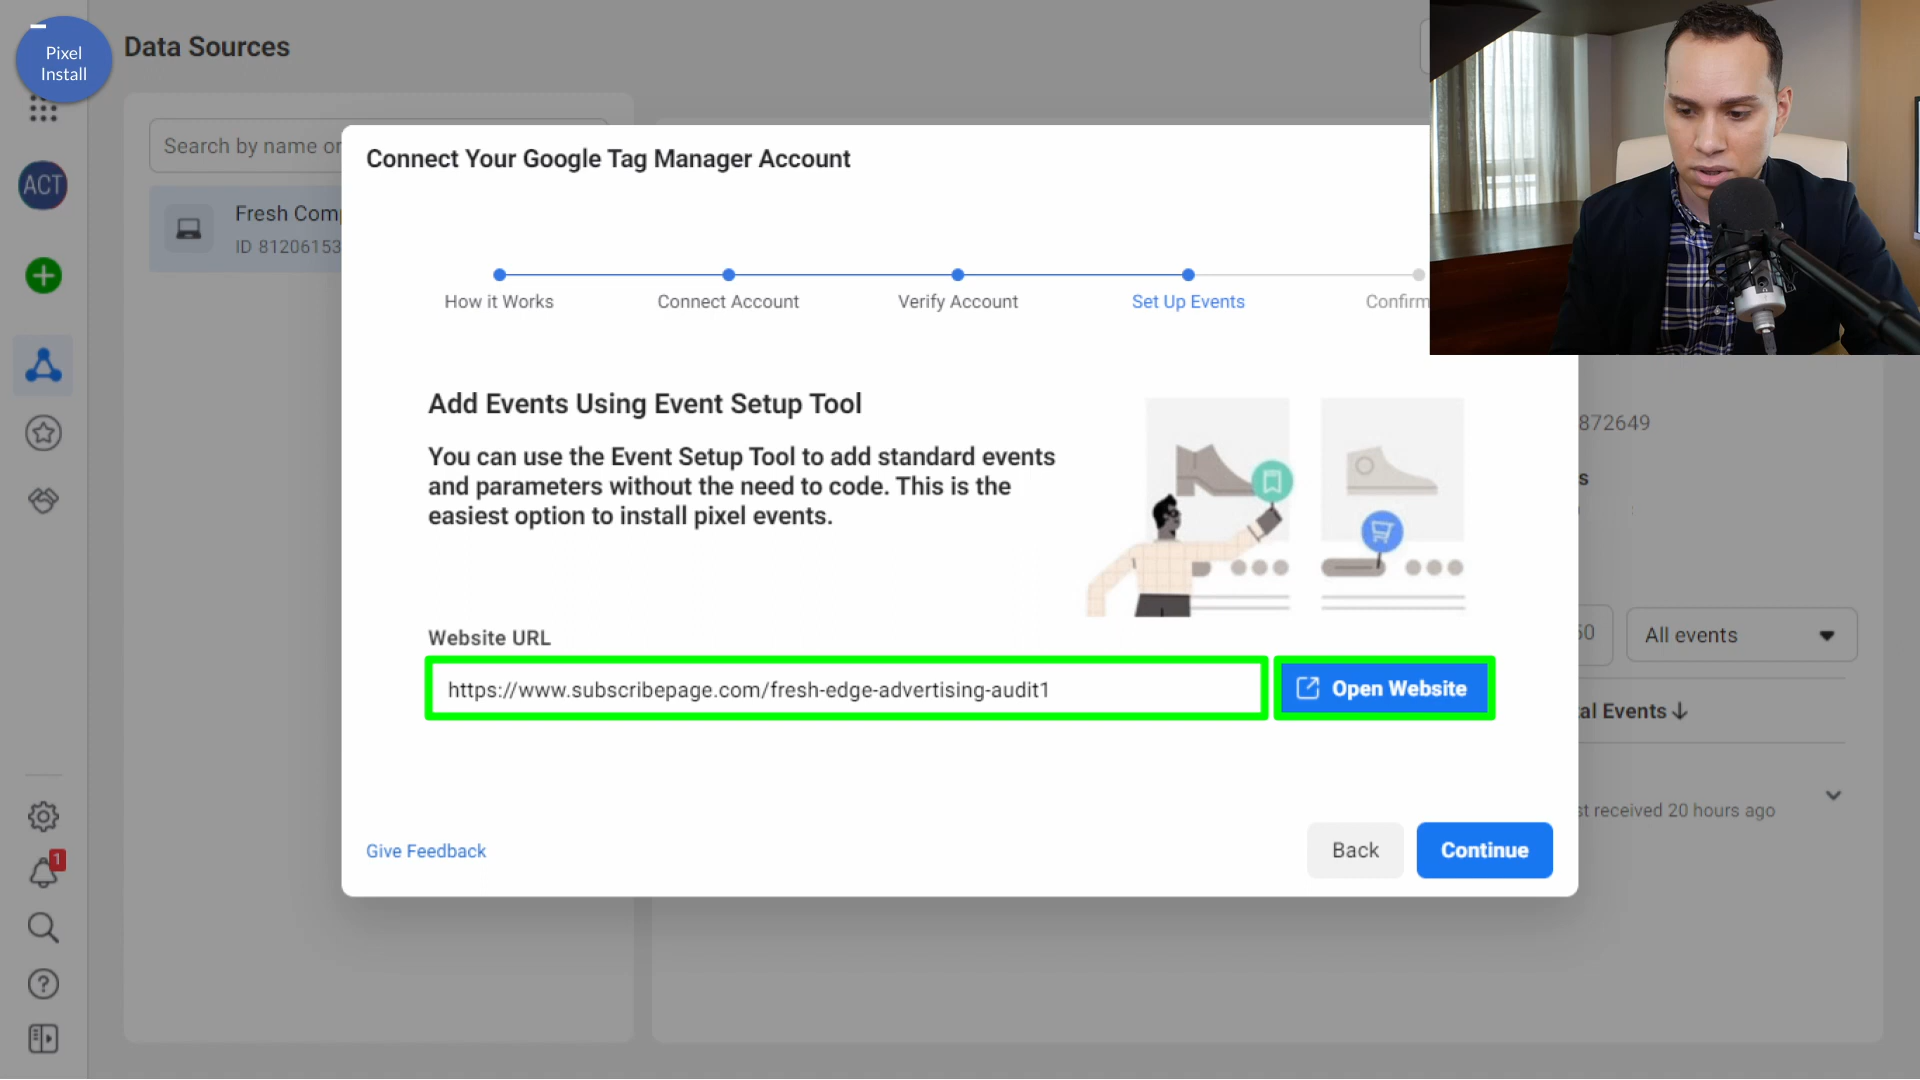 Pixel
Install
Data Sources
Search by name or
ACT
Fresh Com
ID 81206153
Connect Your Google Tag Manager Account
How it Works
Connect Account
Verify Account
Set Up Events
Confirm
Add Events Using Event Setup Tool
You can use the Event Setup Tool to add standard events
and parameters without the need to code. This is the
easiest option to install pixel events.
Website URL
https://www.subscribepage.com/fresh-edge-advertising-audit1
Open Website
Give Feedback
Back
Continue
872649
s
All events
al Events
st received 20 hours ago
1